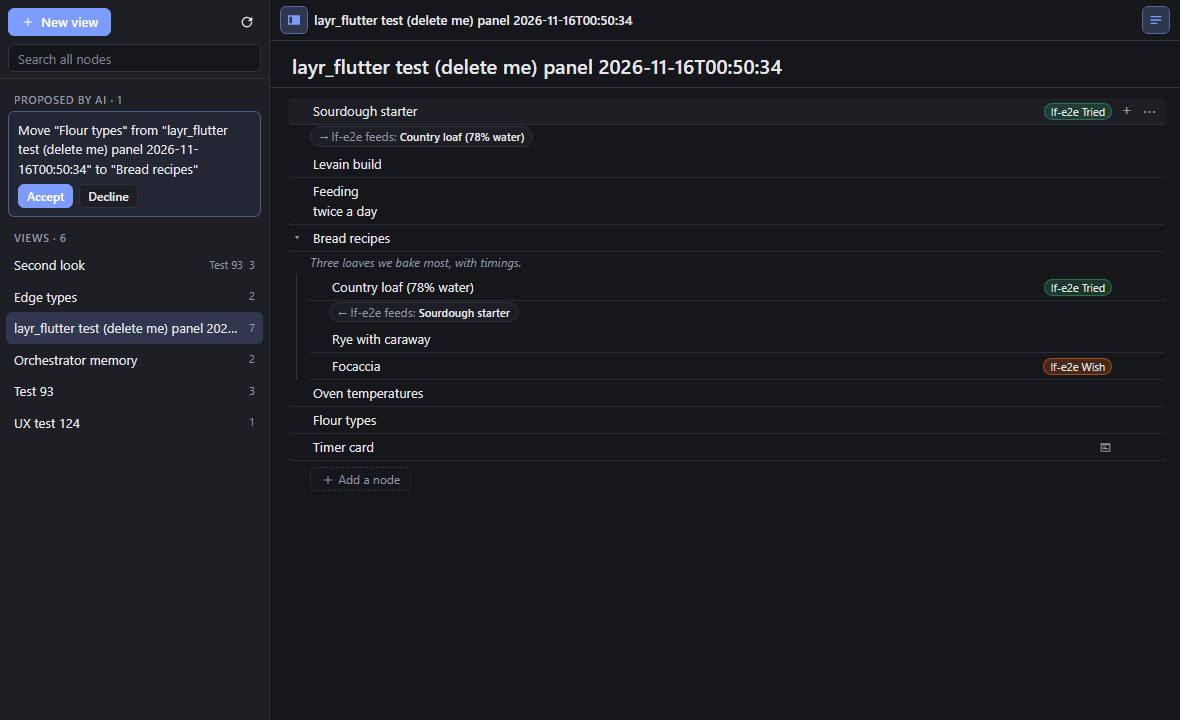 + New view
Search all nodes
PROPOSED BY AI · 1
Move "Flour types" from "layr_flutter
test (delete me) panel 2026-11-
16T00:50:34" to "Bread recipes"
Accept Decline
VIEWS · 6
Second look Test 93 3
Edge types 2
layr_flutter test (delete me) panel 202... 7
Orchestrator memory 2
Test 93 3
UX test 124 1
layr_flutter test (delete me) panel 2026-11-16T00:50:34
layr_flutter test (delete me) panel 2026-11-16T00:50:34
Sourdough starter lf-e2e Tried + ...
→ lf-e2e feeds: Country loaf (78% water)
Levain build
Feeding
twice a day
Bread recipes
Three loaves we bake most, with timings.
Country loaf (78% water) lf-e2e Tried
← lf-e2e feeds: Sourdough starter
Rye with caraway
Focaccia lf-e2e Wish
Oven temperatures
Flour types
Timer card
+ Add a node